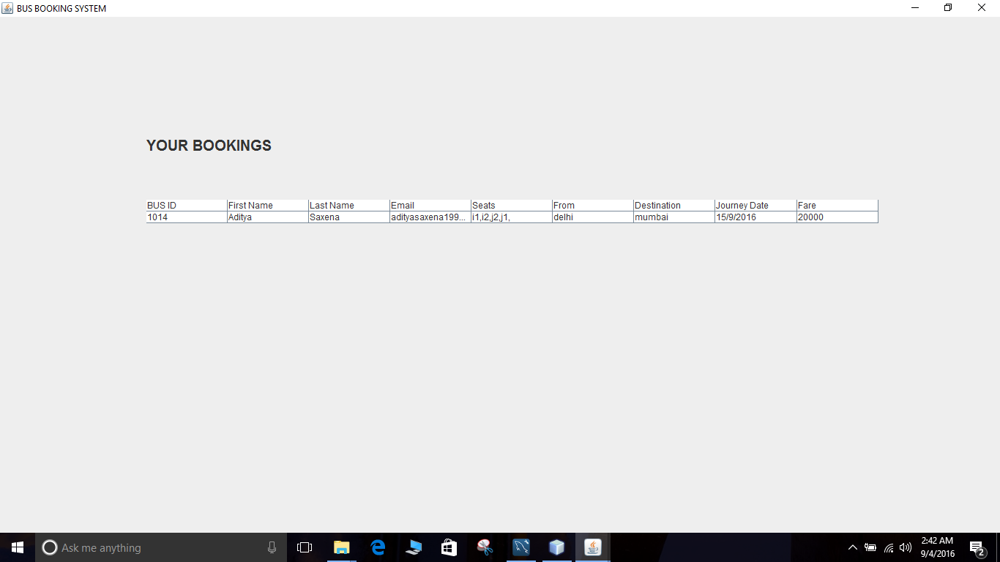 BUS BOOKING SYSTEM
YOUR BOOKINGS
BUS ID First Name Last Name Email Seats From Destination Journey Date Fare
1014 Aditya Saxena adityasaxena199... i1,i2,j2,j1, delhi mumbai 15/9/2016 20000
Ask me anything
2:42 AM
9/4/2016
2